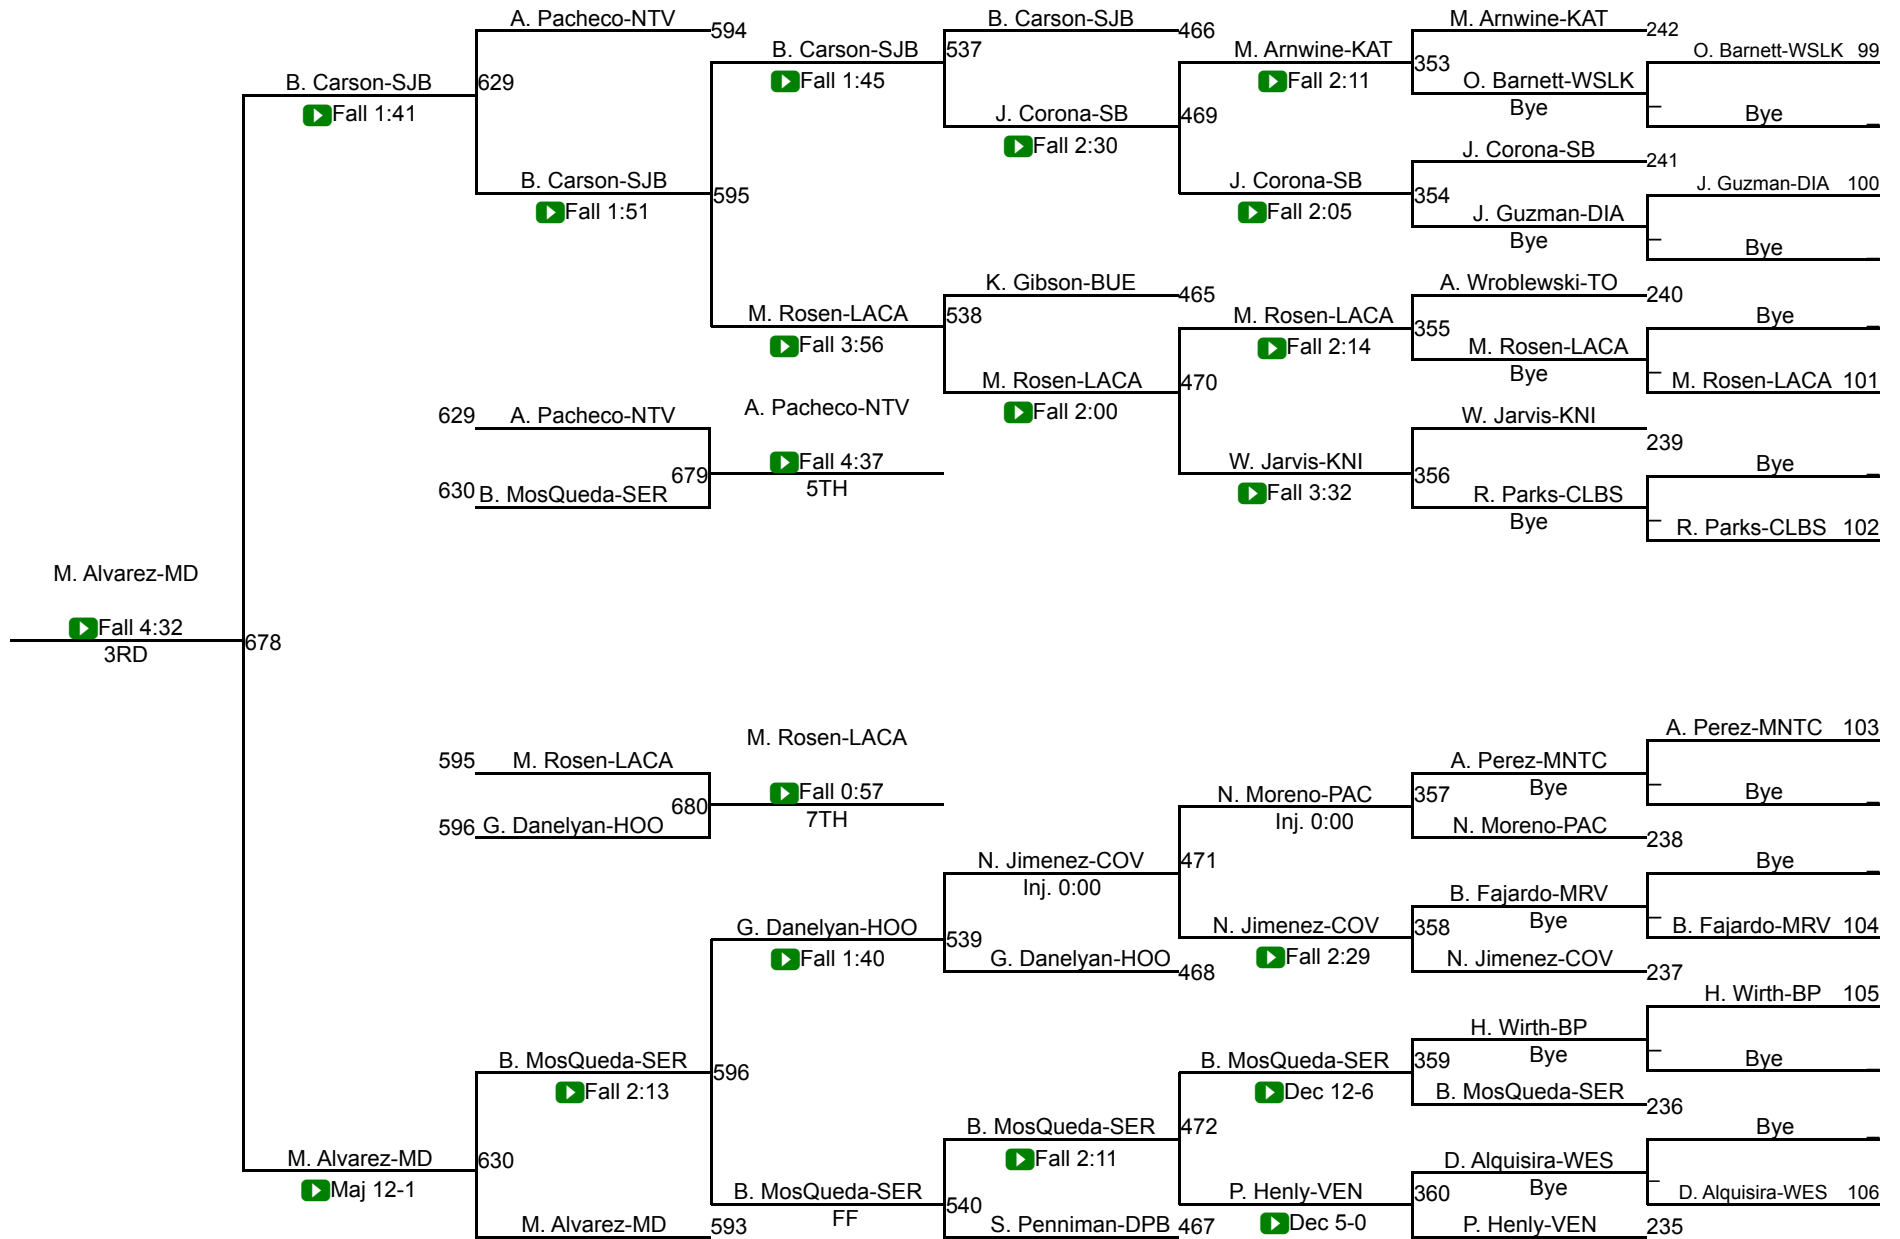 A. Pacheco-NTV
594
B. Carson-SJB
466
M. Arnwine-KAT
242
O. Barnett-WSLK 99
B. Carson-SJB
537
Fall 1:45
M. Arnwine-KAT
353
Fall 2:11
O. Barnett-WSLK
Bye
Bye
B. Carson-SJB
629
Fall 1:41
J. Corona-SB
469
Fall 2:30
J. Corona-SB
241
J. Guzman-DIA 100
B. Carson-SJB
595
Fall 1:51
J. Corona-SB
354
Fall 2:05
J. Guzman-DIA
Bye
Bye
K. Gibson-BUE
465
A. Wroblewski-TO
240
Bye
M. Rosen-LACA
538
Fall 3:56
M. Rosen-LACA
355
Fall 2:14
M. Rosen-LACA
Bye
M. Rosen-LACA 101
M. Rosen-LACA
470
Fall 2:00
629 A. Pacheco-NTV
A. Pacheco-NTV
W. Jarvis-KNI
239
Bye
679
Fall 4:37
5TH
W. Jarvis-KNI
356
Fall 3:32
630 B. MosQueda-SER
R. Parks-CLBS
Bye
R. Parks-CLBS 102
M. Alvarez-MD
Fall 4:32
3RD
678
M. Rosen-LACA
A. Perez-MNTC 103
595 M. Rosen-LACA
A. Perez-MNTC
Bye
Bye
680
Fall 0:57
7TH
N. Moreno-PAC
357
Inj. 0:00
596 G. Danelyan-HOO
N. Moreno-PAC
238
N. Jimenez-COV
471
Inj. 0:00
Bye
B. Fajardo-MRV
Bye
B. Fajardo-MRV 104
G. Danelyan-HOO
539
Fall 1:40
N. Jimenez-COV
358
Fall 2:29
G. Danelyan-HOO
468
N. Jimenez-COV
237
H. Wirth-BP 105
H. Wirth-BP
Bye
Bye
B. MosQueda-SER
596
Fall 2:13
B. MosQueda-SER
359
Dec 12-6
B. MosQueda-SER
236
B. MosQueda-SER
472
Fall 2:11
Bye
M. Alvarez-MD
630
Maj 12-1
D. Alquisira-WES
Bye
D. Alquisira-WES 106
B. MosQueda-SER
540
FF
P. Henly-VEN
360
Dec 5-0
M. Alvarez-MD
593
S. Penniman-DPB
467
P. Henly-VEN
235